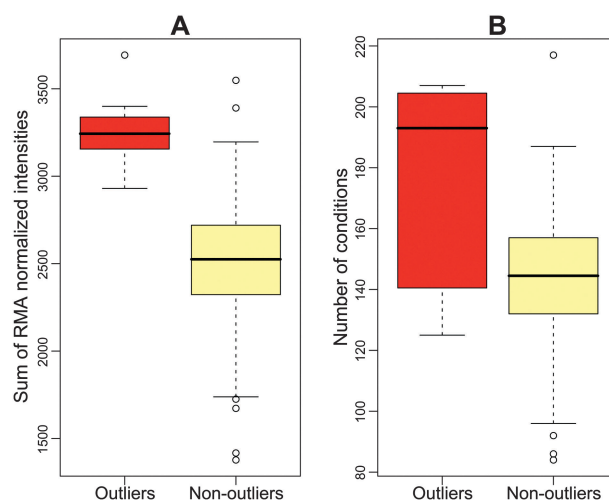 A
B
Sum of RMA normalized intensities
3500
3000
2500
2000
1500
Outliers
Non-outliers
Number of conditions
220
200
180
160
140
120
100
80
Outliers
Non-outliers